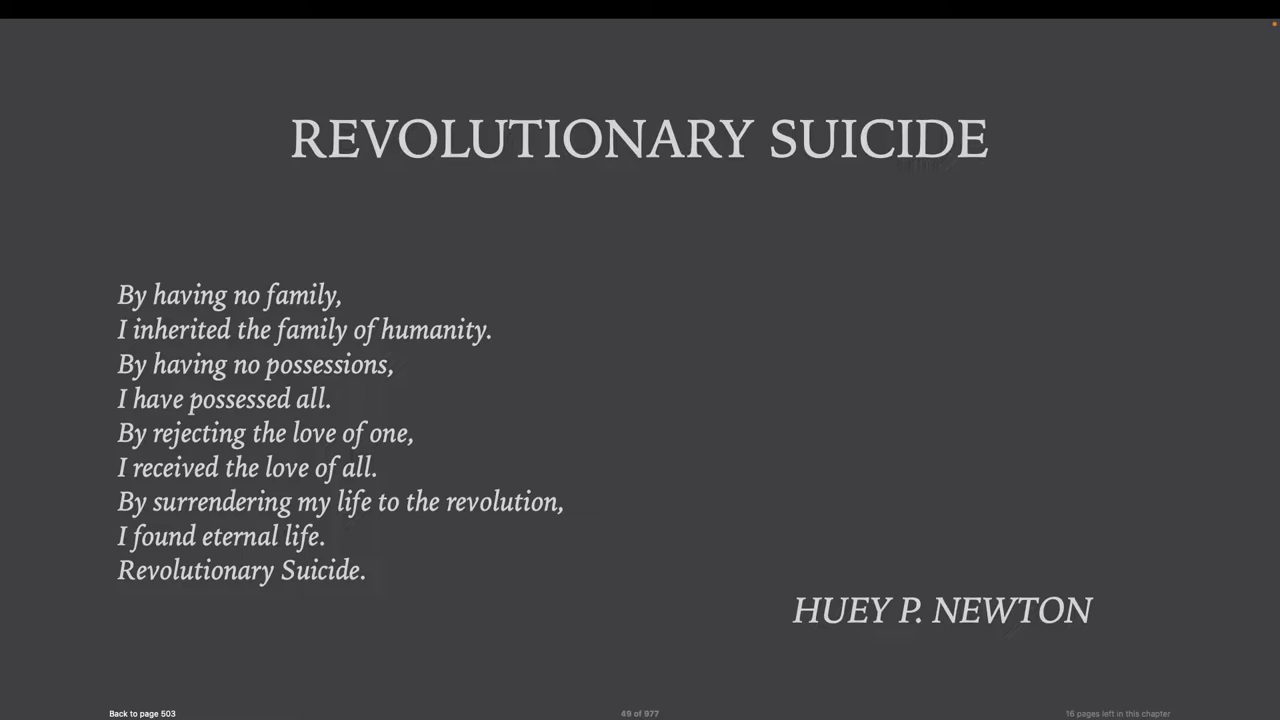 REVOLUTIONARY SUICIDE
By having no family,
I inherited the family of humanity.
By having no possessions,
I have possessed all.
By rejecting the love of one,
I received the love of all.
By surrendering my life to the revolution,
I found eternal life.
Revolutionary Suicide.
HUEY P. NEWTON
Back to page 503
49 of 977
16 pages left in this chapter